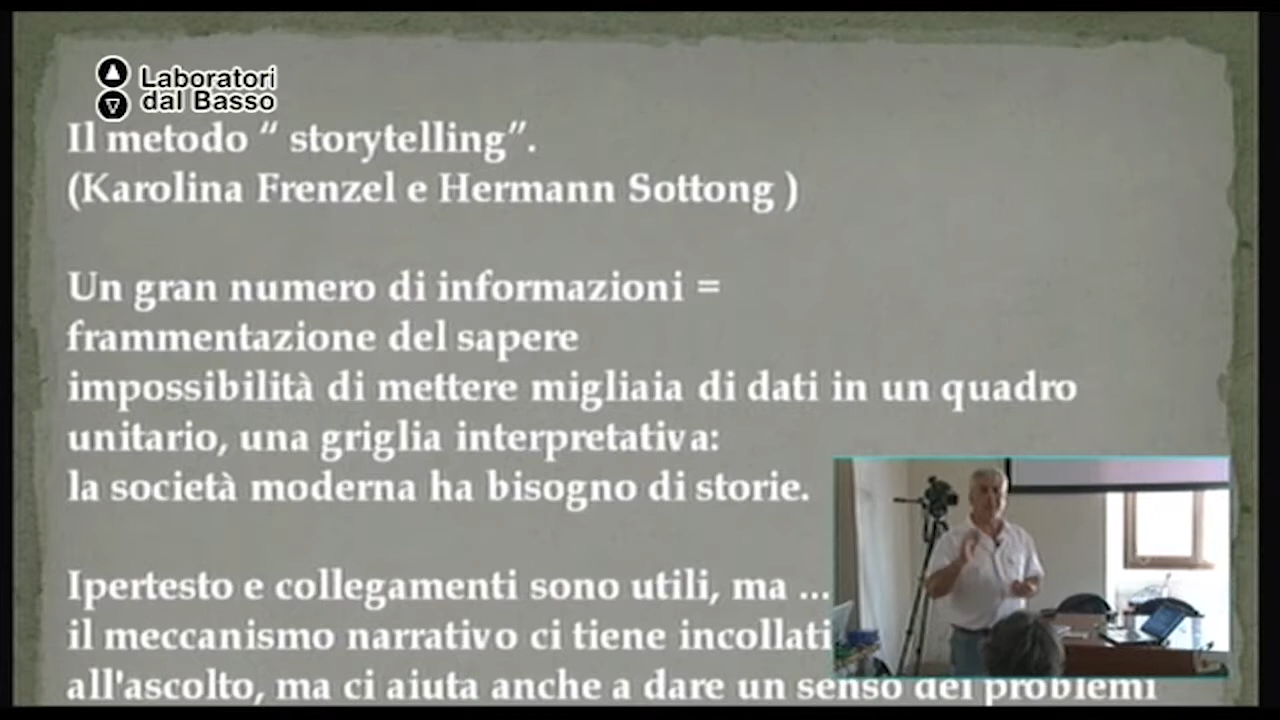 Laboratori
dal Basso
Il metodo “ storytelling”.
(Karolina Frenzel e Hermann Sottong )
Un gran numero di informazioni =
frammentazione del sapere
impossibilità di mettere migliaia di dati in un quadro
unitario, una griglia interpretativa:
la società moderna ha bisogno di storie.
Ipertesto e collegamenti sono utili, ma ...
il meccanismo narrativo ci tiene incollati
all'ascolto, ma ci aiuta anche a dare un senso dei problemi